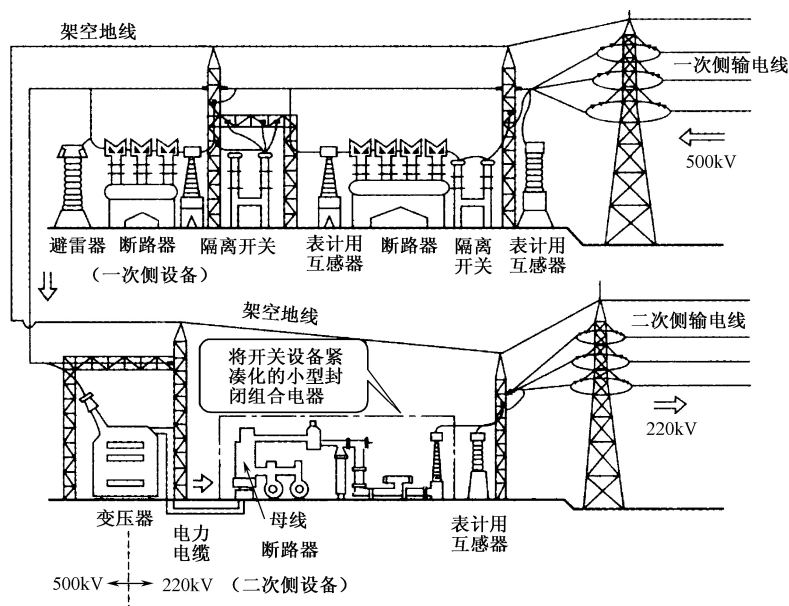 架空地线
一次侧输电线
500kV
避雷器
断路器
隔离开关
表计用
互感器
断路器
隔离
开关
表计用
互感器
（一次侧设备）
架空地线
二次侧输电线
将开关设备紧
凑化的小型封
闭组合电器
220kV
变压器
电力
电缆
母线
断路器
表计用
互感器
500kV
220kV
（二次侧设备）